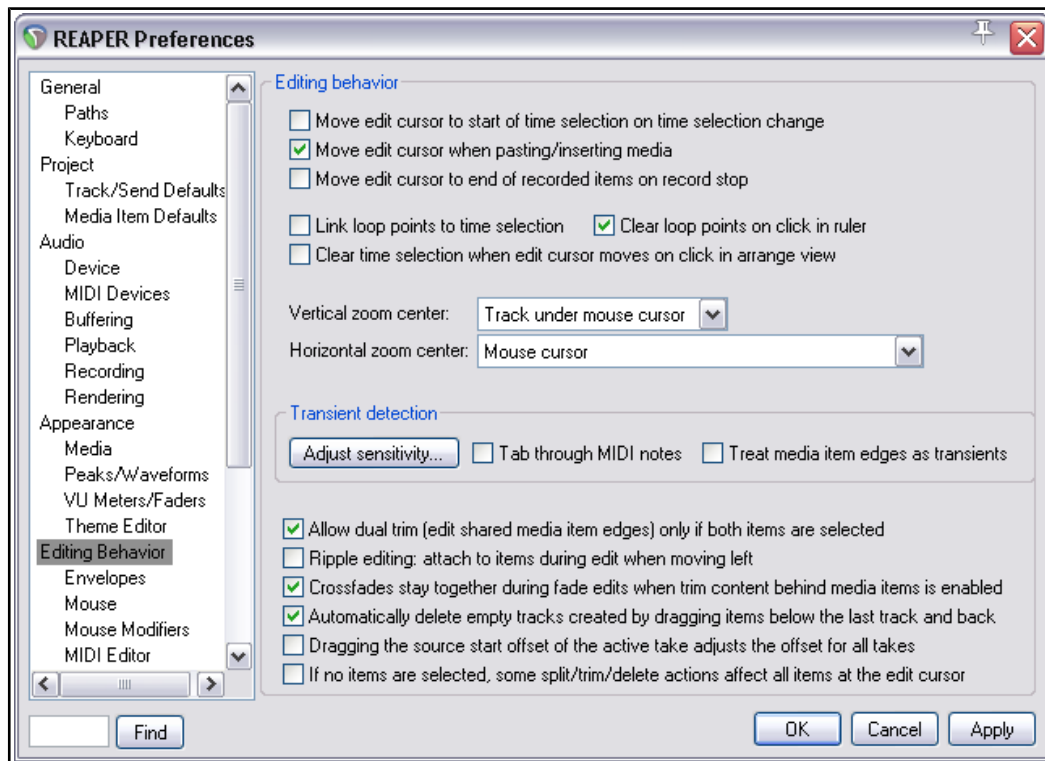 REAPER Preferences
General
Paths
Keyboard
Project
Track/Send Defaults
Media Item Defaults
Audio
Device
MIDI Devices
Buffering
Playback
Recording
Rendering
Appearance
Media
Peaks/Waveforms
VU Meters/Faders
Theme Editor
Editing Behavior
Envelopes
Mouse
Mouse Modifiers
MIDI Editor
Find
Editing behavior
Move edit cursor to start of time selection on time selection change
Move edit cursor when pasting/inserting media
Move edit cursor to end of recorded items on record stop
Link loop points to time selection Clear loop points on click in ruler
Clear time selection when edit cursor moves on click in arrange view
Vertical zoom center: Track under mouse cursor
Horizontal zoom center: Mouse cursor
Transient detection
Adjust sensitivity... Tab through MIDI notes Treat media item edges as transients
Allow dual trim (edit shared media item edges) only if both items are selected
Ripple editing: attach to items during edit when moving left
Crossfades stay together during fade edits when trim content behind media items is enabled
Automatically delete empty tracks created by dragging items below the last track and back
Dragging the source start offset of the active take adjusts the offset for all takes
If no items are selected, some split/trim/delete actions affect all items at the edit cursor
OK Cancel Apply